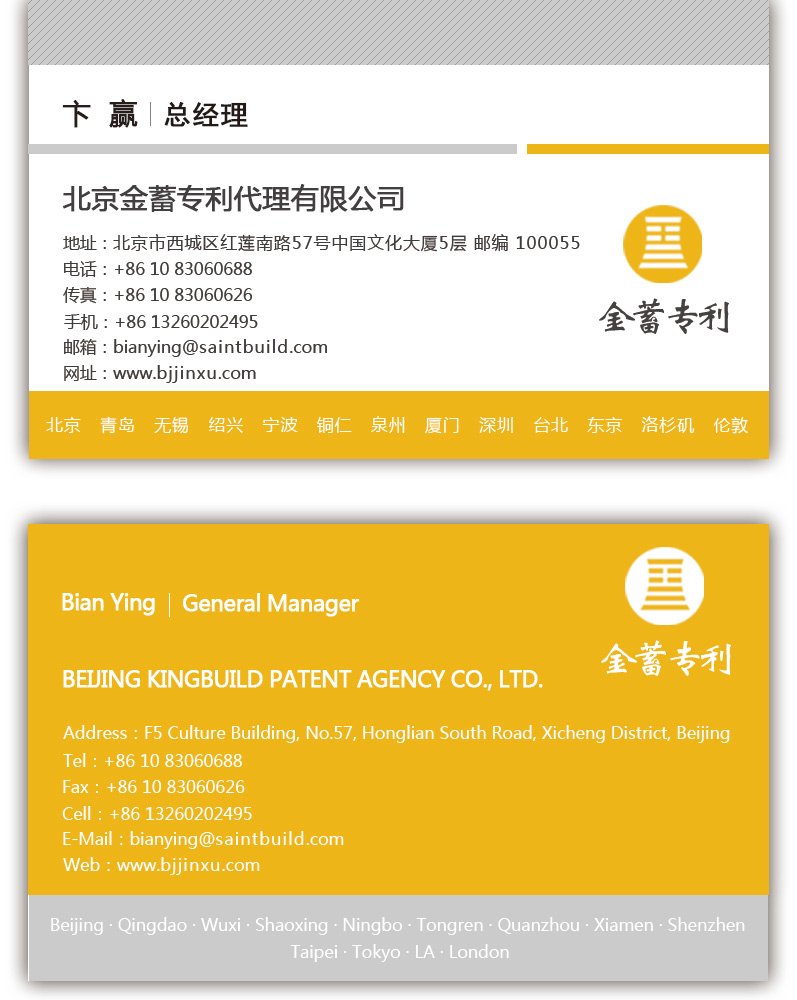 卞 赢 | 总经理
北京金蓄专利代理有限公司
地址：北京市西城区红莲南路57号中国文化大厦5层 邮编 100055
电话：+86 10 83060688
传真：+86 10 83060626
手机：+86 13260202495
邮箱：bianying@saintbuild.com
网址：www.bjjinxu.com
金蓄专利
北京 青岛 无锡 绍兴 宁波 铜仁 泉州 厦门 深圳 台北 东京 洛杉矶 伦敦
金蓄专利
Bian Ying | General Manager
BEIJING KINGBUILD PATENT AGENCY CO., LTD.
Address：F5 Culture Building, No.57, Honglian South Road, Xicheng District, Beijing
Tel：+86 10 83060688
Fax：+86 10 83060626
Cell：+86 13260202495
E-Mail：bianying@saintbuild.com
Web：www.bjjinxu.com
Beijing · Qingdao · Wuxi · Shaoxing · Ningbo · Tongren · Quanzhou · Xiamen · Shenzhen
Taipei · Tokyo · LA · London